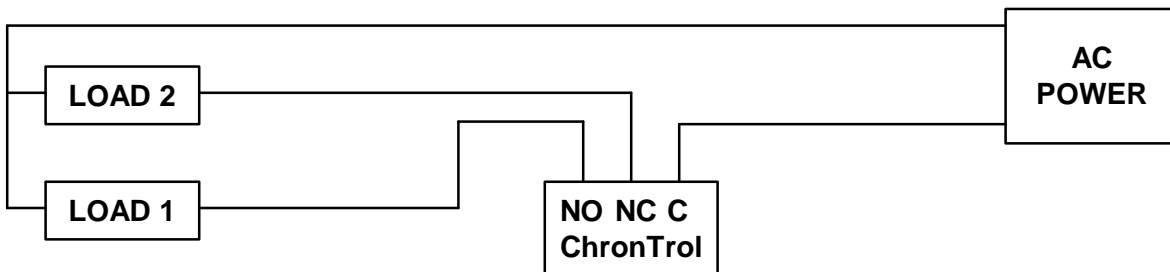 AC
POWER
LOAD 2
LOAD 1
NO NC C
ChronTrol